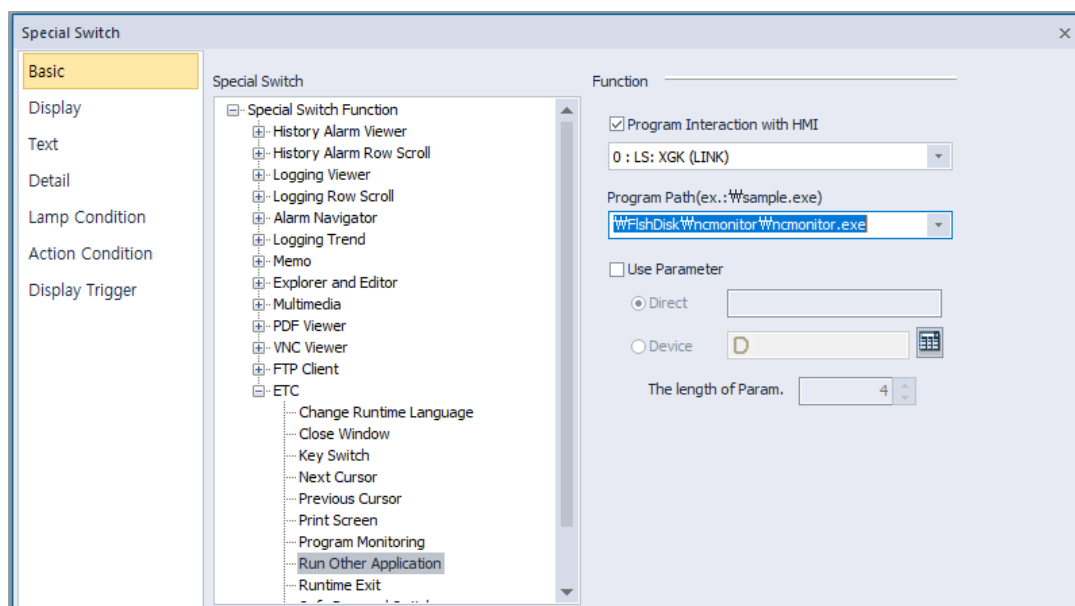 Special Switch
Basic
Display
Text
Detail
Lamp Condition
Action Condition
Display Trigger
Special Switch
Special Switch Function
History Alarm Viewer
History Alarm Row Scroll
Logging Viewer
Logging Row Scroll
Alarm Navigator
Logging Trend
Memo
Explorer and Editor
Multimedia
PDF Viewer
VNC Viewer
FTP Client
ETC
Change Runtime Language
Close Window
Key Switch
Next Cursor
Previous Cursor
Print Screen
Program Monitoring
Run Other Application
Runtime Exit
Function
Program Interaction with HMI
0 : LS: XGK (LINK)
Program Path(ex.:₩sample.exe)
₩FlshDisk₩ncmonitor₩ncmonitor.exe
Use Parameter
Direct
Device
D
The length of Param.
4